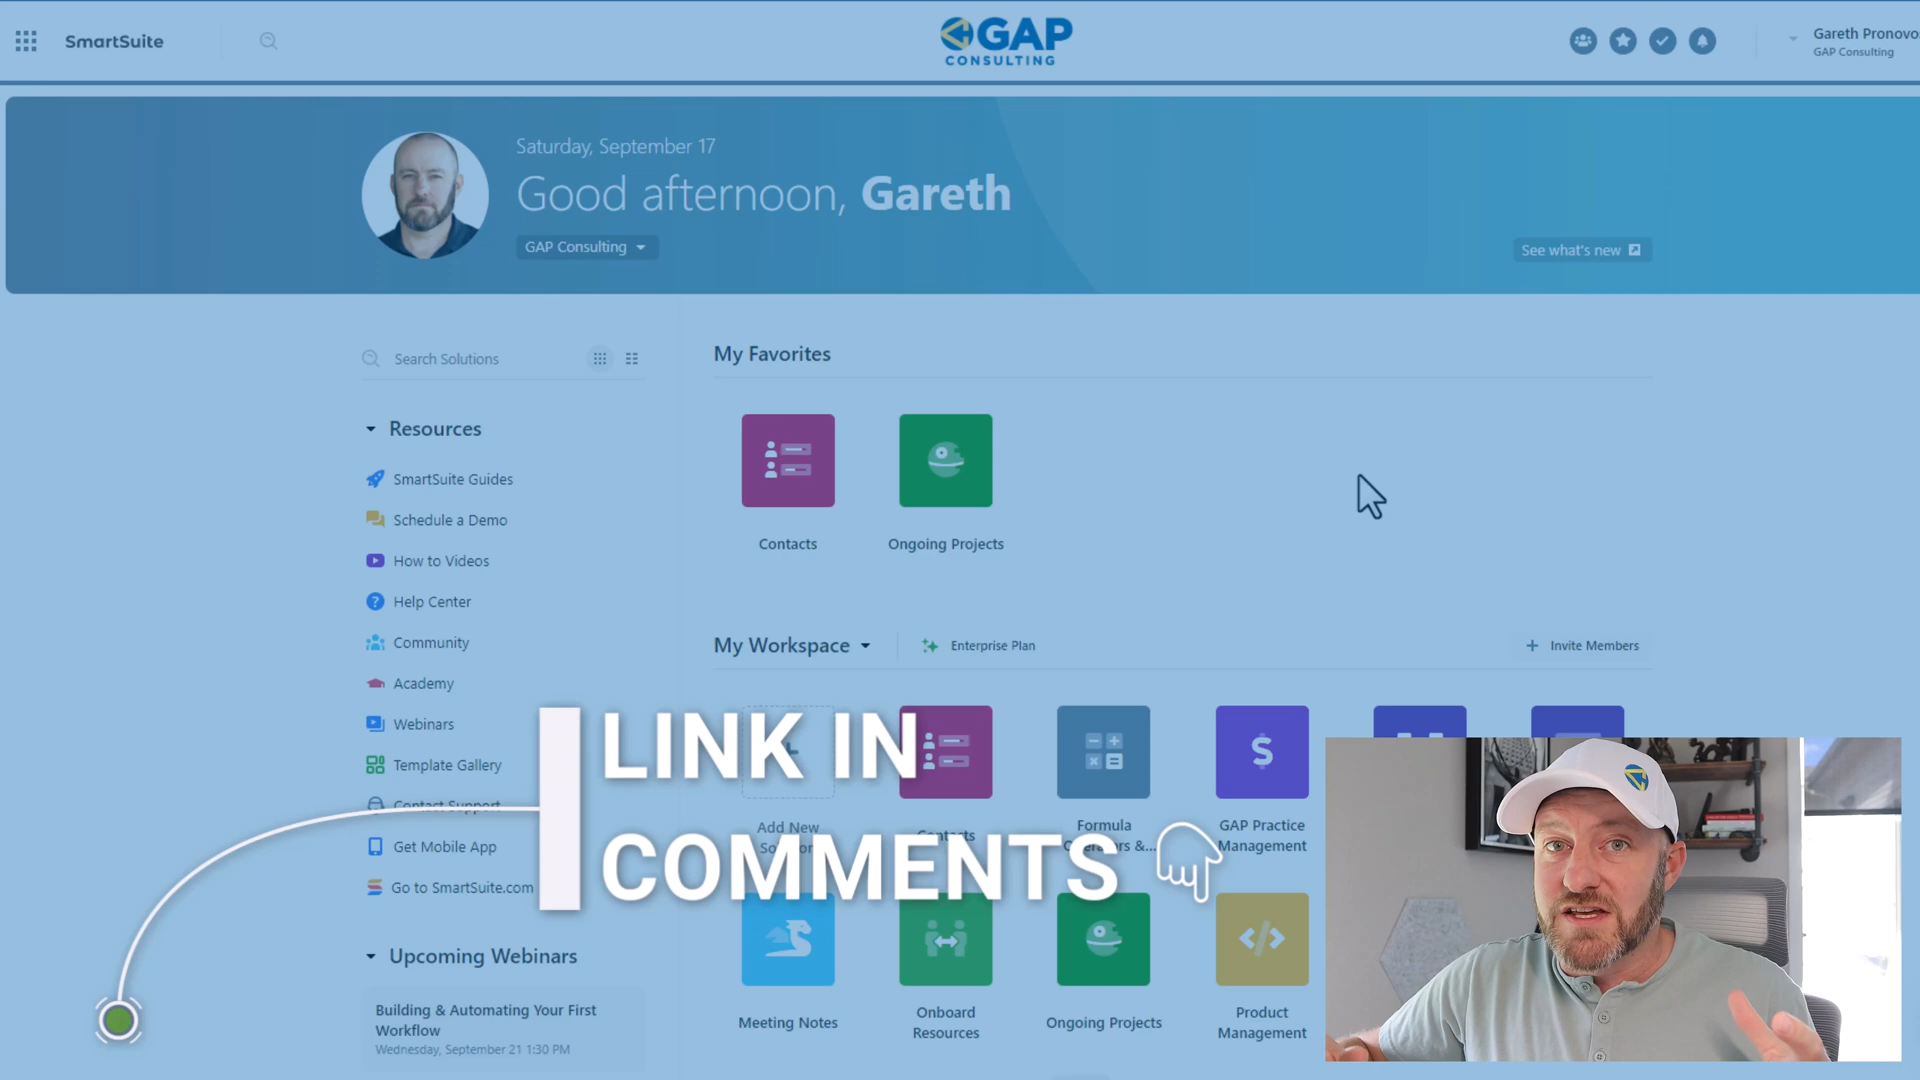 SmartSuite
GAP
CONSULTING
Gareth Pronovo
GAP Consulting
Saturday, September 17
Good afternoon, Gareth
GAP Consulting
See what's new
Search Solutions
My Favorites
Resources
SmartSuite Guides
Schedule a Demo
How to Videos
Help Center
Community
Academy
Webinars
Template Gallery
Contact Support
Get Mobile App
Go to SmartSuite.com
Upcoming Webinars
Building & Automating Your First
Workflow
Wednesday, September 21 1:30 PM
Contacts
Ongoing Projects
My Workspace
Enterprise Plan
Invite Members
LINK IN
COMMENTS
Add New
Contacts
Formula
GAP Practice
Management
Meeting Notes
Onboard
Resources
Ongoing Projects
Product
Management